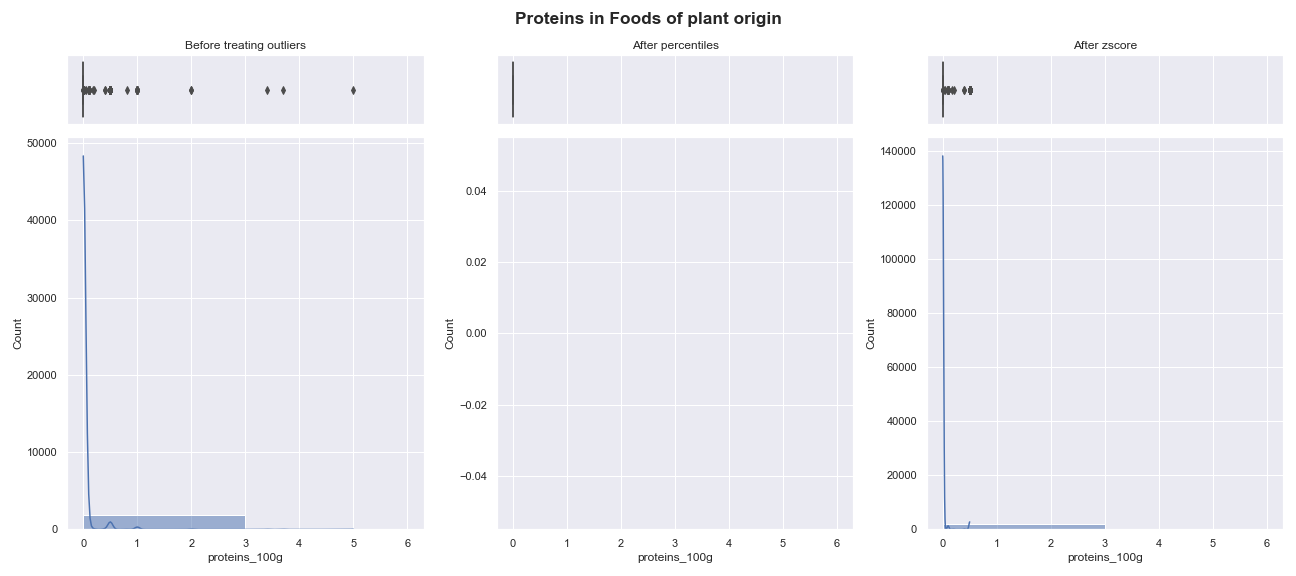 Proteins in Foods of plant origin
Before treating outliers
After percentiles
After zscore
50000
40000
30000
20000
10000
0
Count
0 1 2 3 4 5 6
proteins_100g
0.04
0.02
0.00
−0.02
−0.04
Count
0 1 2 3 4 5 6
proteins_100g
140000
120000
100000
80000
60000
40000
20000
0
Count
0 1 2 3 4 5 6
proteins_100g